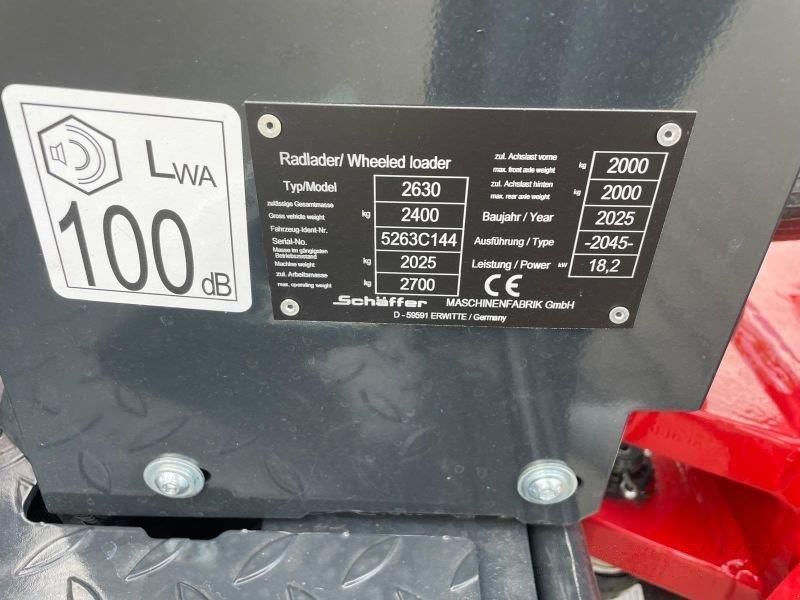 LWA
100 dB
Radlader/ Wheeled loader
Typ/Model 2630
zulässige Gesamtmasse
Gross vehicle weight kg 2400
Fahrzeug-Ident-Nr.
Serial-No. 5263C144
Masse im gängigsten
Betriebszustand
Machine weight kg 2025
zul. Arbeitsmasse
max. operating weight kg 2700
zul. Achslast vorne
max. front axle weight kg 2000
zul. Achslast hinten
max. rear axle weight kg 2000
Baujahr / Year 2025
Ausführung / Type -2045-
Leistung / Power kW 18,2
CE
Schäffer MASCHINENFABRIK GmbH
D - 59591 ERWITTE / Germany